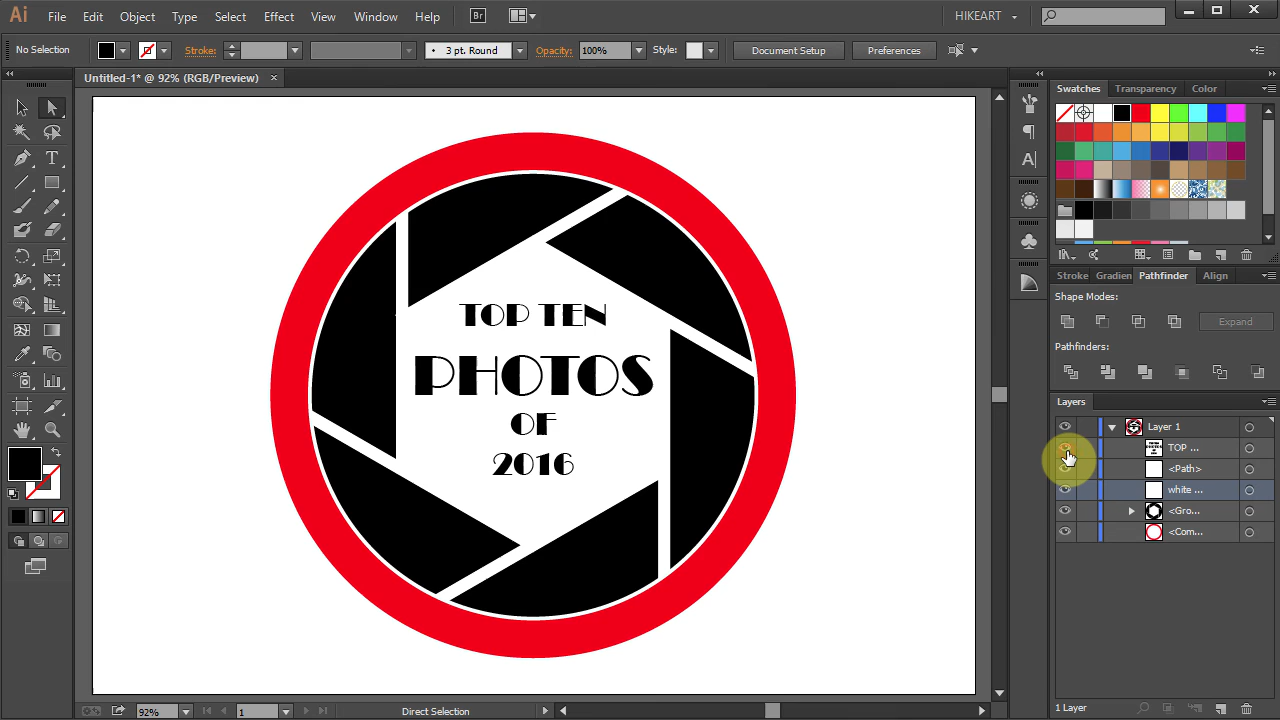 Ai File Edit Object Type Select Effect View Window Help Br HIKEART
No Selection Stroke: 3 pt. Round Opacity: 100% Style: Document Setup Preferences
Untitled-1* @ 92% (RGB/Preview)
TOP TEN
PHOTOS
OF
2016
Swatches Transparency Color
Stroke Gradien Pathfinder Align
Shape Modes:
Expand
Pathfinders:
Layers
Layer 1
TOP ...
<Path>
white ...
<Gro...
<Com...
92% 1 Direct Selection
1 Layer